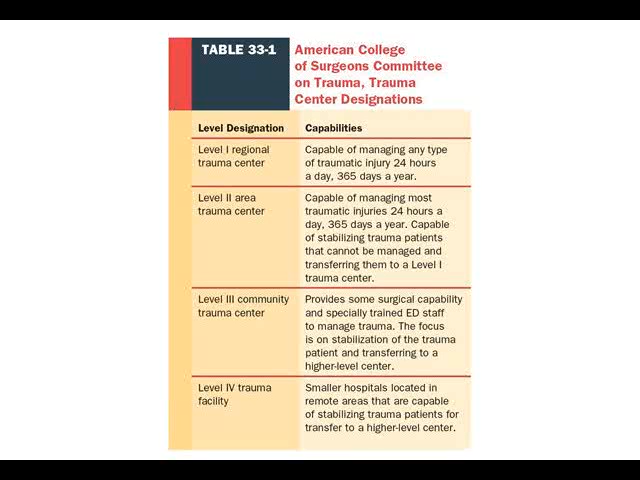 TABLE 33-1
American College
of Surgeons Committee
on Trauma, Trauma
Center Designations
Level Designation
Capabilities
Level I regional
trauma center
Capable of managing any type
of traumatic injury 24 hours
a day, 365 days a year.
Level II area
trauma center
Capable of managing most
traumatic injuries 24 hours a
day, 365 days a year. Capable
of stabilizing trauma patients
that cannot be managed and
transferring them to a Level I
trauma center.
Level III community
trauma center
Provides some surgical capability
and specially trained ED staff
to manage trauma. The focus
is on stabilization of the trauma
patient and transferring to a
higher-level center.
Level IV trauma
facility
Smaller hospitals located in
remote areas that are capable
of stabilizing trauma patients for
transfer to a higher-level center.